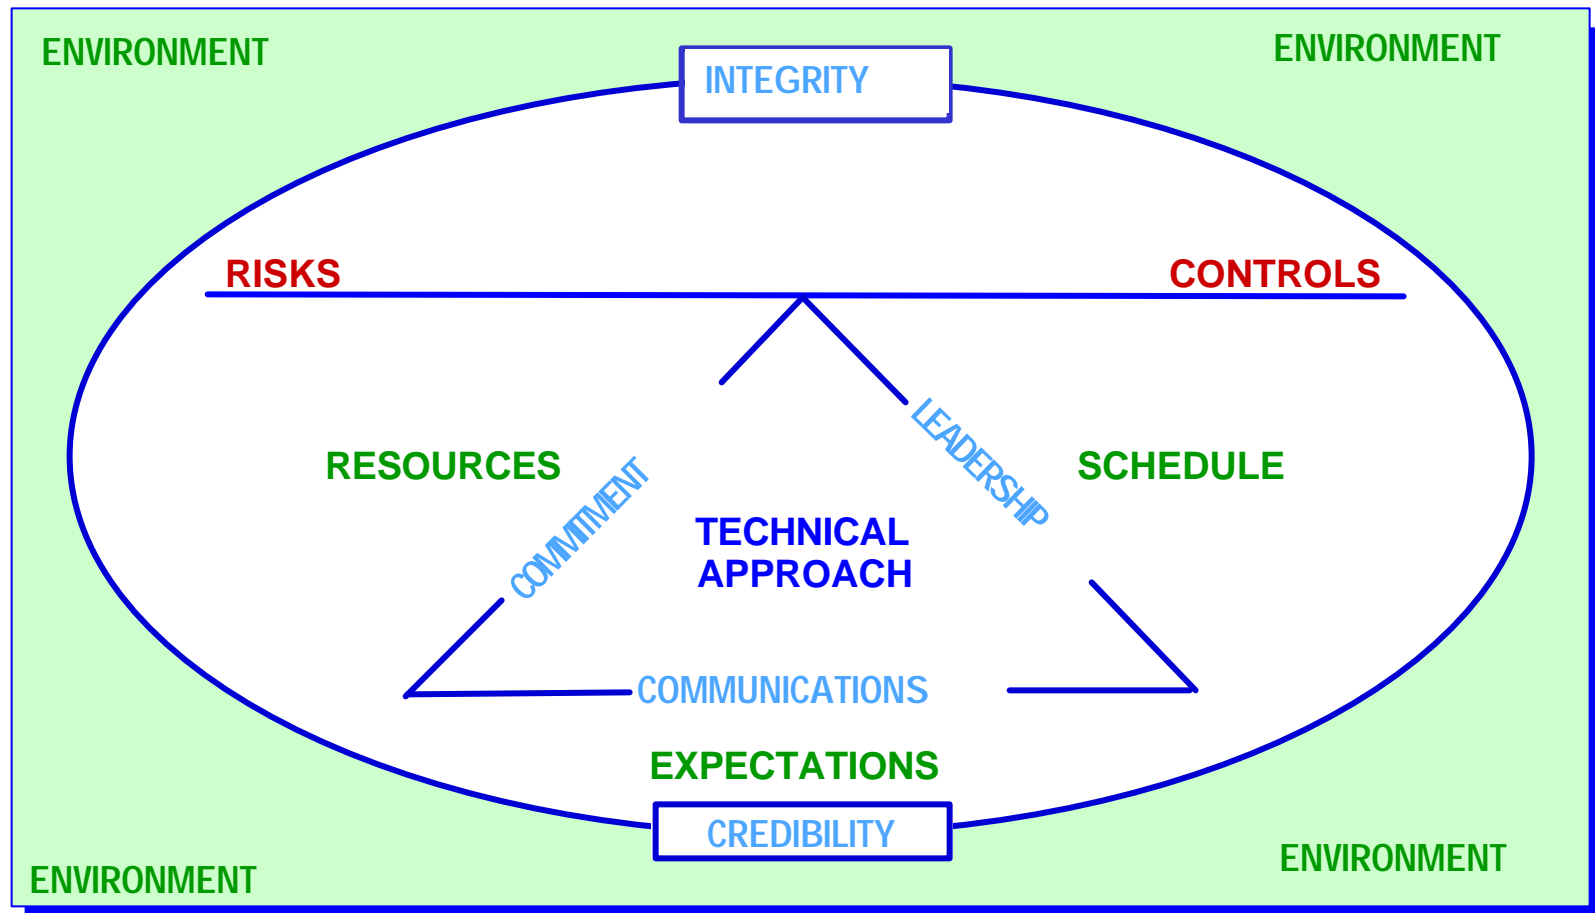 ENVIRONMENT
ENVIRONMENT
INTEGRITY
RISKS
CONTROLS
LEADERSHIP
RESOURCES
SCHEDULE
COMMITMENT
TECHNICAL
APPROACH
COMMUNICATIONS
EXPECTATIONS
CREDIBILITY
ENVIRONMENT
ENVIRONMENT